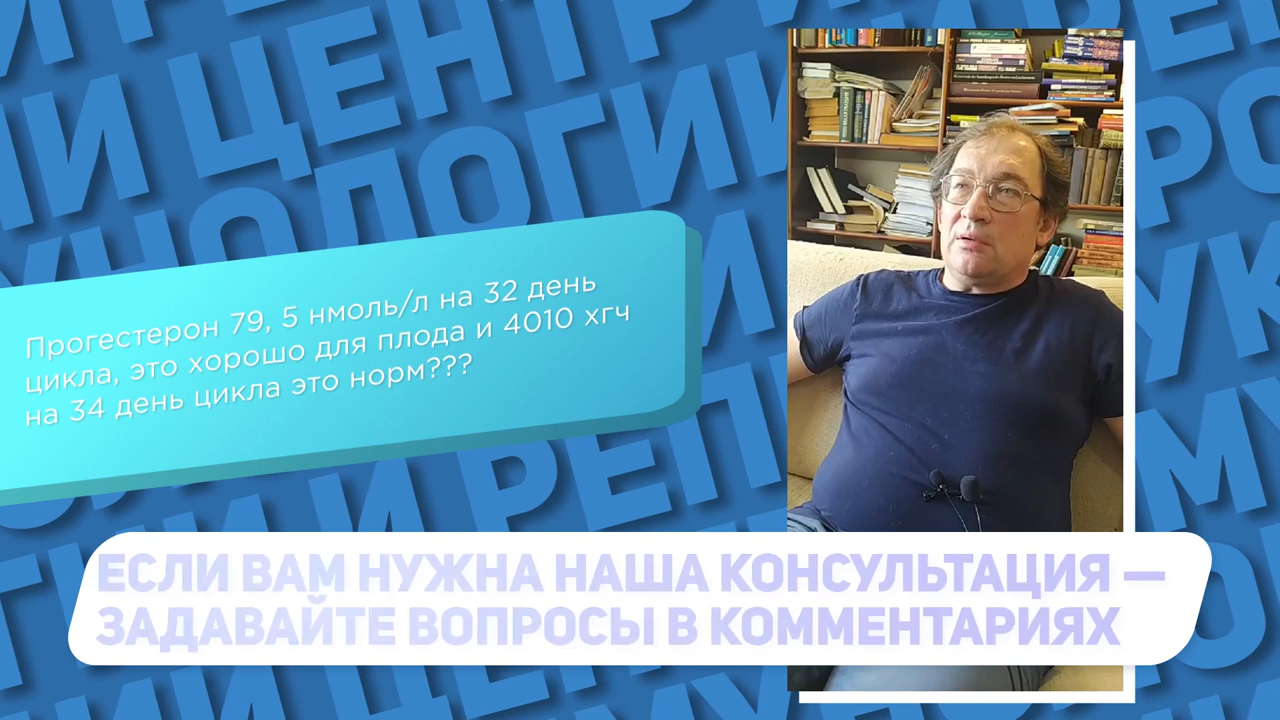 Прогестерон 79, 5 нмоль/л на 32 день
цикла, это хорошо для плода и 4010 хгч
на 34 день цикла это норм???
ЕСЛИ ВАМ НУЖНА НАША КОНСУЛЬТАЦИЯ —
ЗАДАВАЙТЕ ВОПРОСЫ В КОММЕНТАРИЯХ